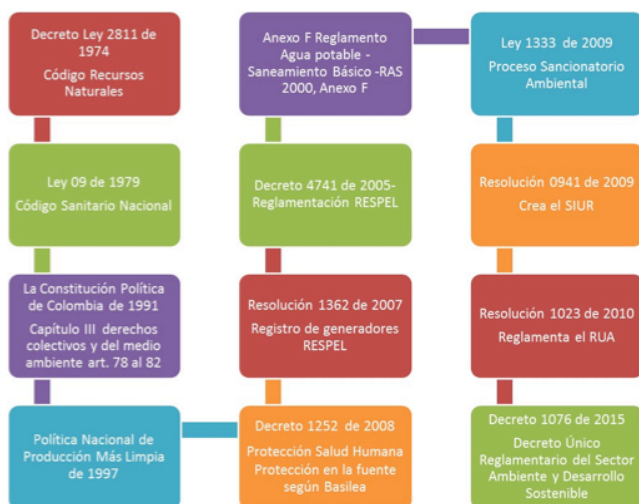 Decreto Ley 2811 de
1974
Código Recursos
Naturales
Ley 09 de 1979
Código Sanitario Nacional
La Constitución Política
de Colombia de 1991
Capítulo III derechos
colectivos y del medio
ambiente art. 78 al 82
Política Nacional de
Producción Más Limpia
de 1997
Decreto 1252 de 2008
Protección Salud Humana
Protección en la fuente
según Basilea
Resolución 1362 de 2007
Registro de generadores
RESPEL
Decreto 4741 de 2005-
Reglamentación RESPEL
Anexo F Reglamento
Agua potable -
Saneamiento Básico -RAS
2000, Anexo F
Ley 1333 de 2009
Proceso Sancionatorio
Ambiental
Resolución 0941 de 2009
Crea el SIUR
Resolución 1023 de 2010
Reglamenta el RUA
Decreto 1076 de 2015
Decreto Único
Reglamentario del Sector
Ambiente y Desarrollo
Sostenible